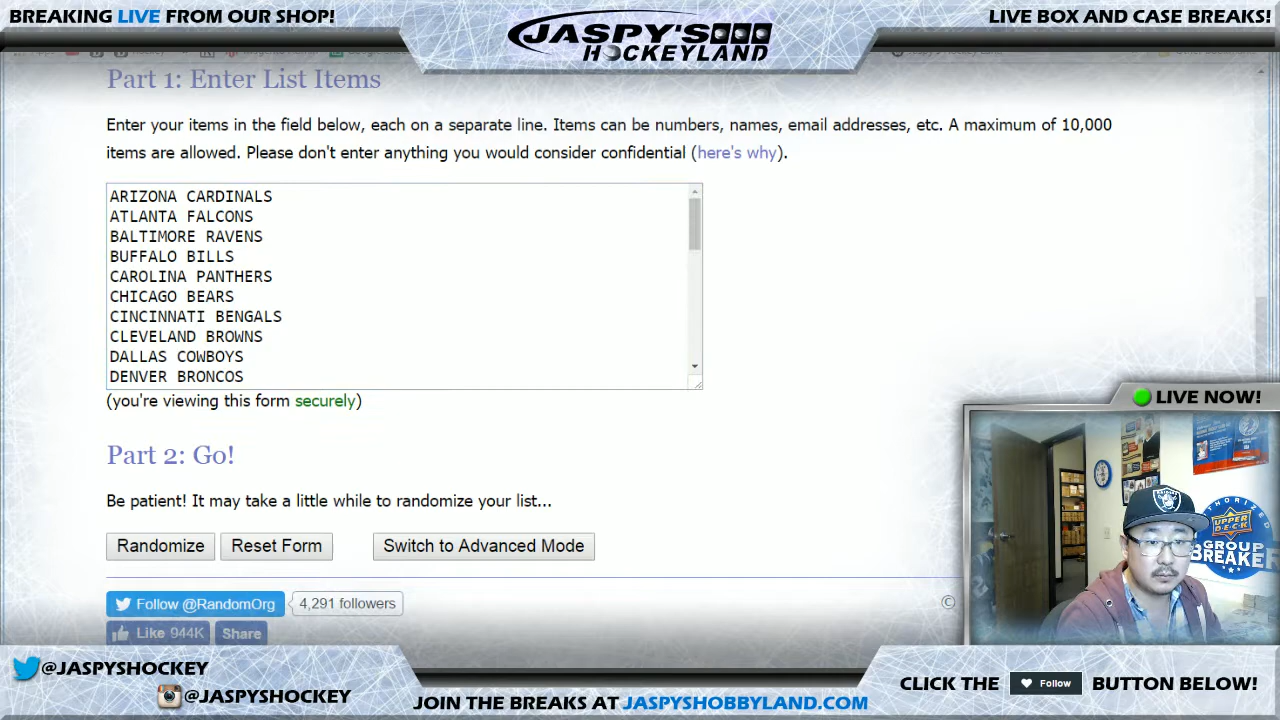 BREAKING LIVE FROM OUR SHOP!
JASPY'S
HOCKEYLAND
LIVE BOX AND CASE BREAKS!
Part 1: Enter List Items
Enter your items in the field below, each on a separate line. Items can be numbers, names, email addresses, etc. A maximum of 10,000
items are allowed. Please don't enter anything you would consider confidential (here's why).
ARIZONA CARDINALS
ATLANTA FALCONS
BALTIMORE RAVENS
BUFFALO BILLS
CAROLINA PANTHERS
CHICAGO BEARS
CINCINNATI BENGALS
CLEVELAND BROWNS
DALLAS COWBOYS
DENVER BRONCOS
(you're viewing this form securely)
LIVE NOW!
Part 2: Go!
Be patient! It may take a little while to randomize your list...
Randomize Reset Form Switch to Advanced Mode
RAIDERS
AUTHORIZED
UPPER DECK
GROUP
BREAKER
Follow @RandomOrg 4,291 followers
©
Like 944K Share
@JASPYSHOCKEY
@JASPYSHOCKEY
JOIN THE BREAKS AT JASPYSHOBBYLAND.COM
CLICK THE Follow BUTTON BELOW!